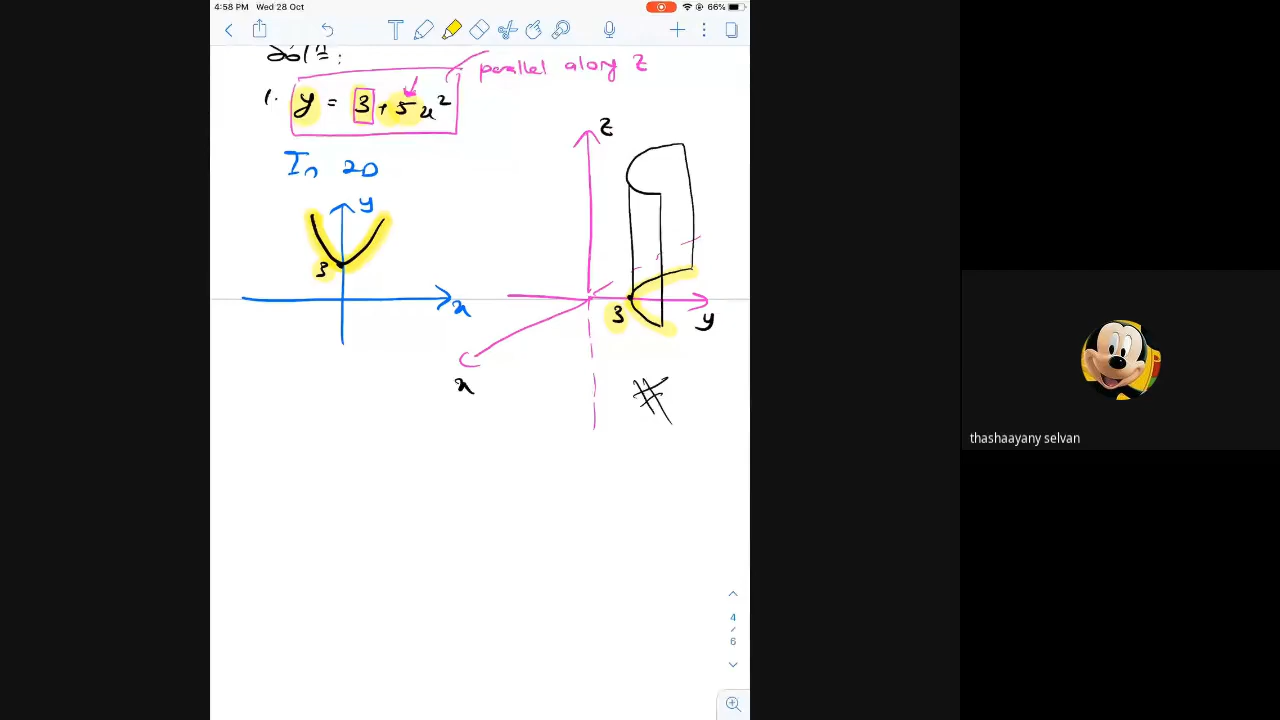 4:58 PM Wed 28 Oct
66%
Solⁿ:
parallel along z
1. y = 3 + 5x²
In 2D
y
3
x
z
3
y
x
4
6
thashaayany selvan